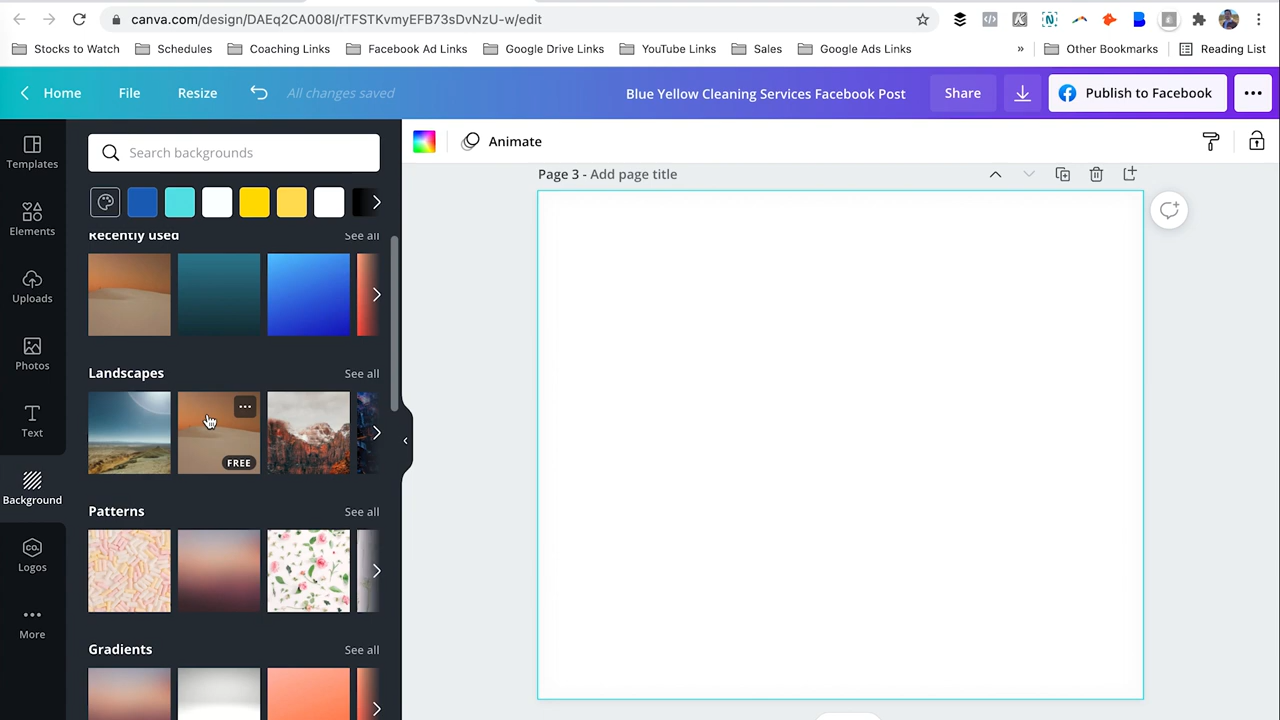 canva.com/design/DAEq2CA008I/rTFSTKvmyEFB73sDvNzU-w/edit
Stocks to Watch
Schedules
Coaching Links
Facebook Ad Links
Google Drive Links
YouTube Links
Sales
Google Ads Links
»
Other Bookmarks
Reading List
Home
File
Resize
All changes saved
Blue Yellow Cleaning Services Facebook Post
Share
Publish to Facebook
Templates
Elements
Uploads
Photos
Text
Background
CO.
Logos
More
Search backgrounds
Recently used
See all
Landscapes
See all
FREE
Patterns
See all
Gradients
See all
Animate
Page 3 - Add page title